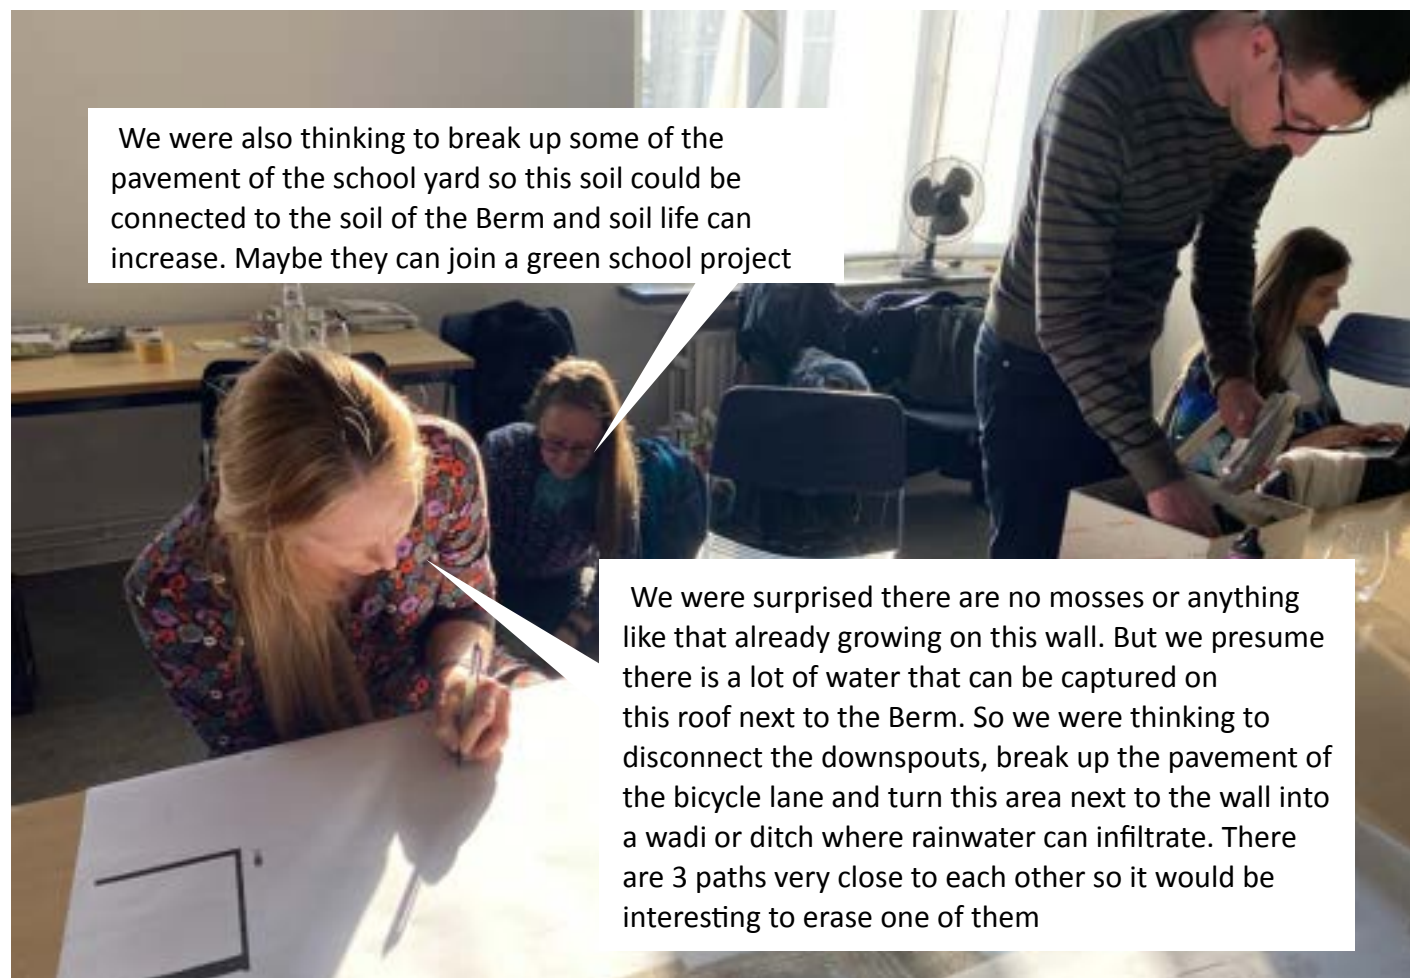 We were also thinking to break up some of the
pavement of the school yard so this soil could be
connected to the soil of the Berm and soil life can
increase. Maybe they can join a green school project
We were surprised there are no mosses or anything
like that already growing on this wall. But we presume
there is a lot of water that can be captured on
this roof next to the Berm. So we were thinking to
disconnect the downspouts, break up the pavement of
the bicycle lane and turn this area next to the wall into
a wadi or ditch where rainwater can infiltrate. There
are 3 paths very close to each other so it would be
interesting to erase one of them